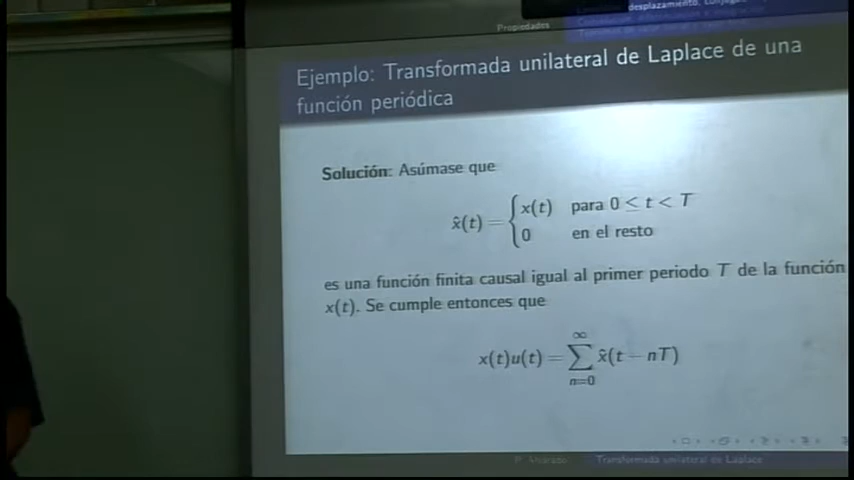 desplazamiento,
Propiedades
Ejemplo: Transformada unilateral de Laplace de una
función periódica
Solución: Asúmase que
x̂(t) = { x(t) para 0 ≤ t < T
0 en el resto
es una función finita causal igual al primer periodo T de la función
x(t). Se cumple entonces que
x(t)u(t) = ∑_{n=0}^{∞} x̂(t − nT)
P. Alvarado Transformada unilateral de Laplace